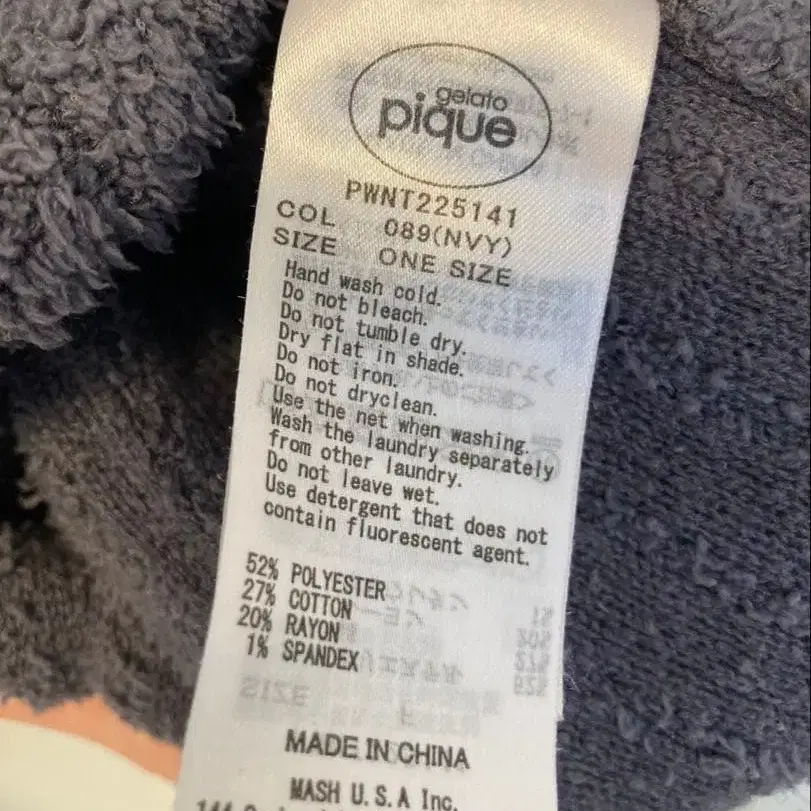 gelato
pique
PWNT225141
COL 089(NVY)
SIZE ONE SIZE
Hand wash cold.
Do not bleach.
Do not tumble dry.
Dry flat in shade.
Do not iron.
Do not dryclean.
Use the net when washing.
Wash the laundry separately
from other laundry.
Do not leave wet.
Use detergent that does not
contain fluorescent agent.
52% POLYESTER
27% COTTON
20% RAYON
1% SPANDEX
MADE IN CHINA
MASH U.S.A Inc.